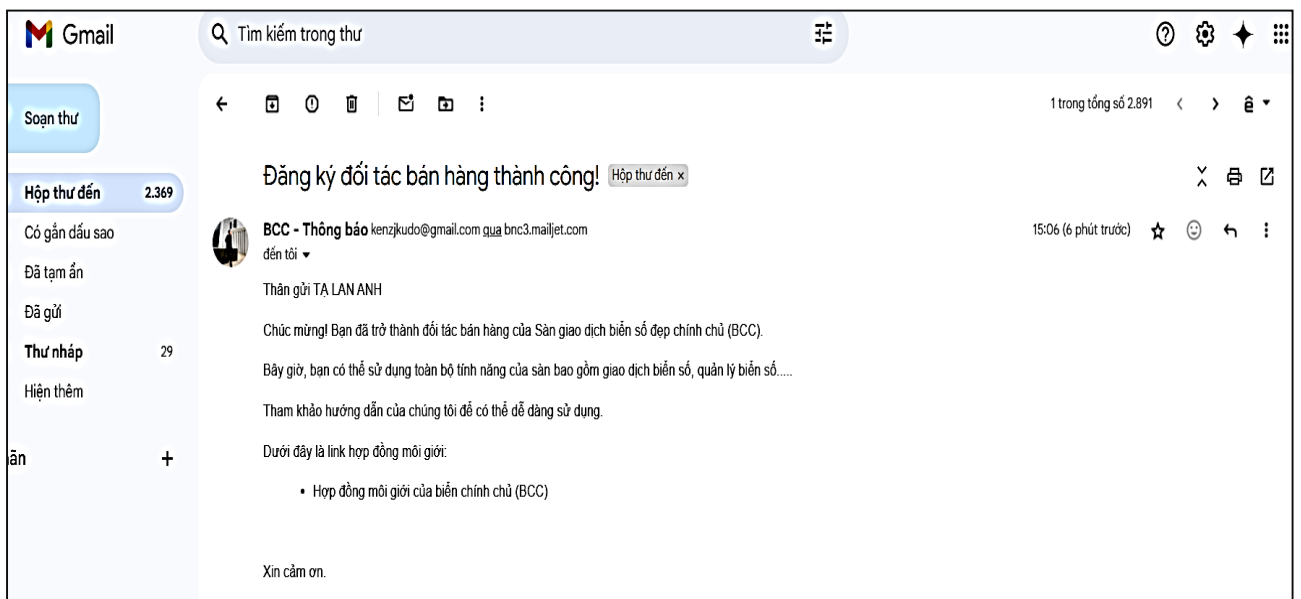 Gmail
Tìm kiếm trong thư
Soạn thư
1 trong tổng số 2.891
Đăng ký đối tác bán hàng thành công! Hộp thư đến x
Hộp thư đến 2.369
Có gắn dấu sao
Đã tạm ẩn
Đã gửi
Thư nháp 29
Hiện thêm
ãn +
BCC - Thông báo kenzjkudo@gmail.com qua bnc3.mailjet.com
15:06 (6 phút trước)
đến tôi
Thân gửi TẠ LAN ANH
Chúc mừng! Bạn đã trở thành đối tác bán hàng của Sàn giao dịch biển số đẹp chính chủ (BCC).
Bây giờ, bạn có thể sử dụng toàn bộ tính năng của sàn bao gồm giao dịch biển số, quản lý biển số.....
Tham khảo hướng dẫn của chúng tôi để có thể dễ dàng sử dụng.
Dưới đây là link hợp đồng môi giới:
• Hợp đồng môi giới của biển chính chủ (BCC)
Xin cảm ơn.